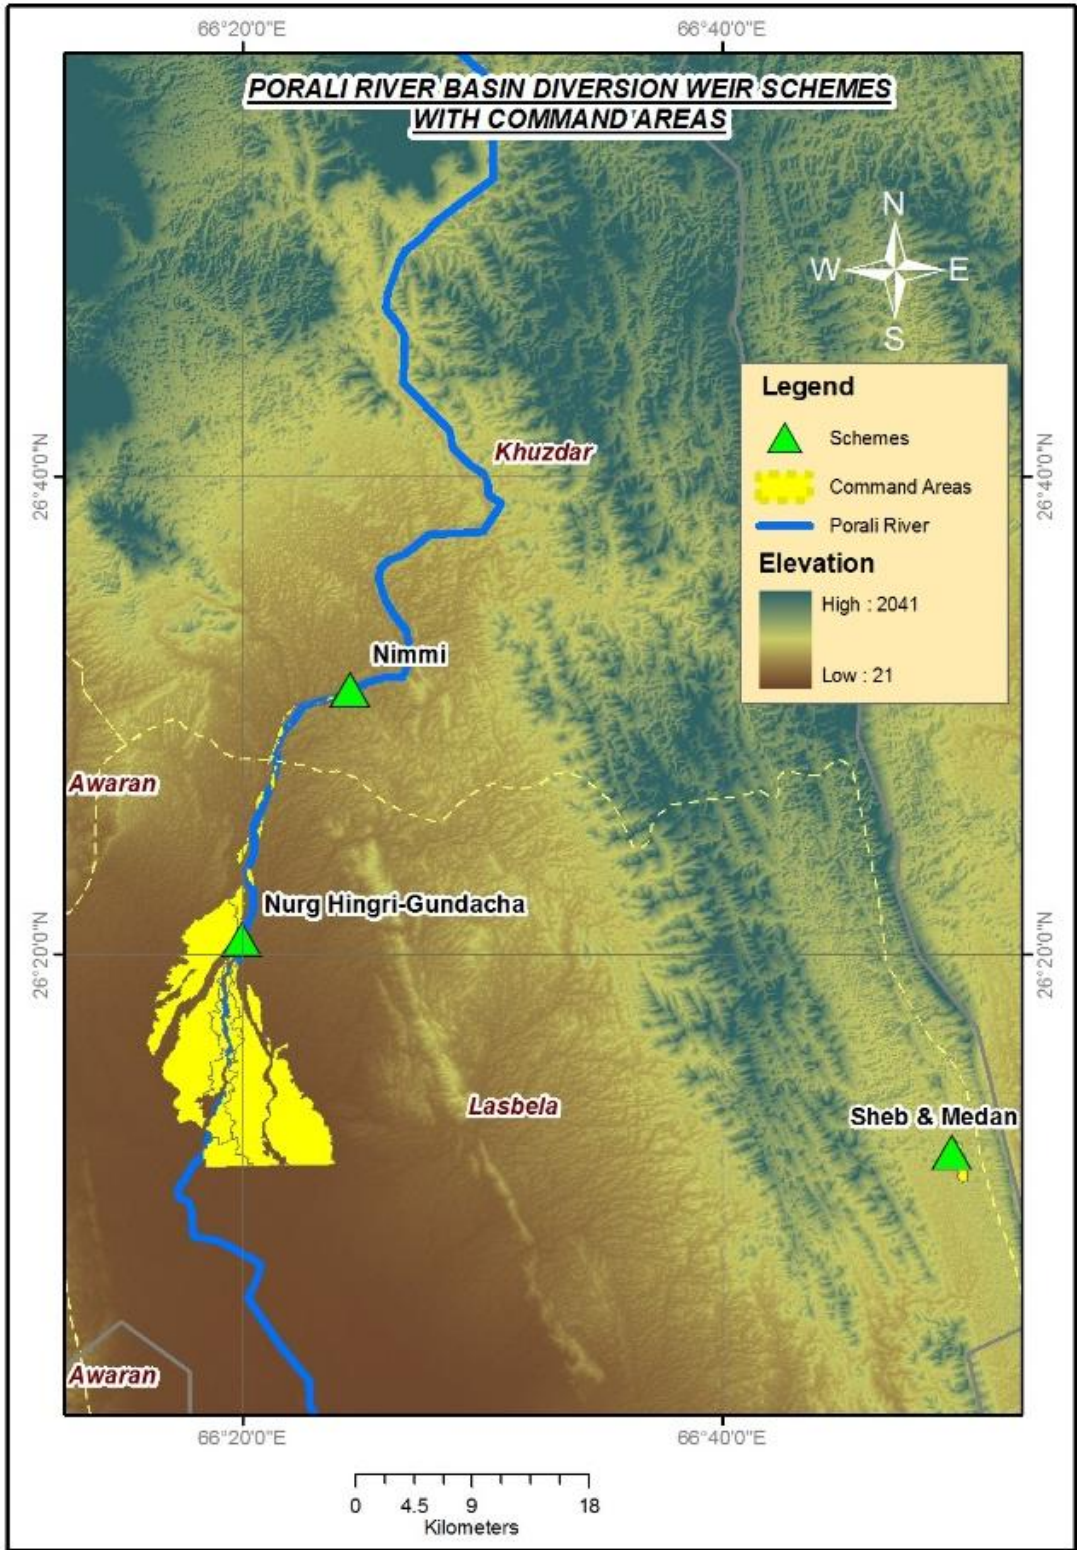 66°20'0"E
66°40'0"E
PORALI RIVER BASIN DIVERSION WEIR SCHEMES
WITH COMMAND AREAS
N
W
E
S
Legend
Schemes
Command Areas
Porali River
Elevation
High : 2041
Low : 21
26°40'0"N
26°40'0"N
Khuzdar
Nimmi
Awaran
Nurg Hingri-Gundacha
26°20'0"N
26°20'0"N
Lasbela
Sheb & Medan
Awaran
66°20'0"E
66°40'0"E
0 4.5 9 18
Kilometers